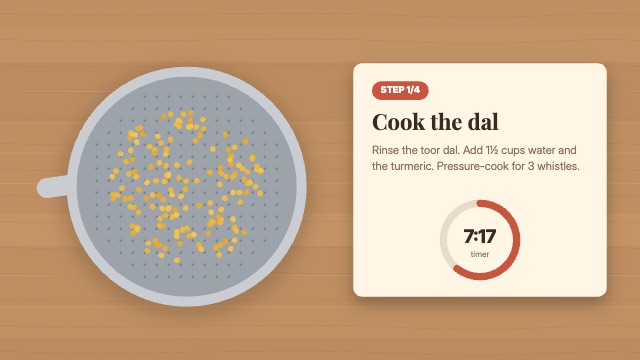 STEP 1/4
Cook the dal
Rinse the toor dal. Add 1½ cups water and
the turmeric. Pressure-cook for 3 whistles.
7:17
timer